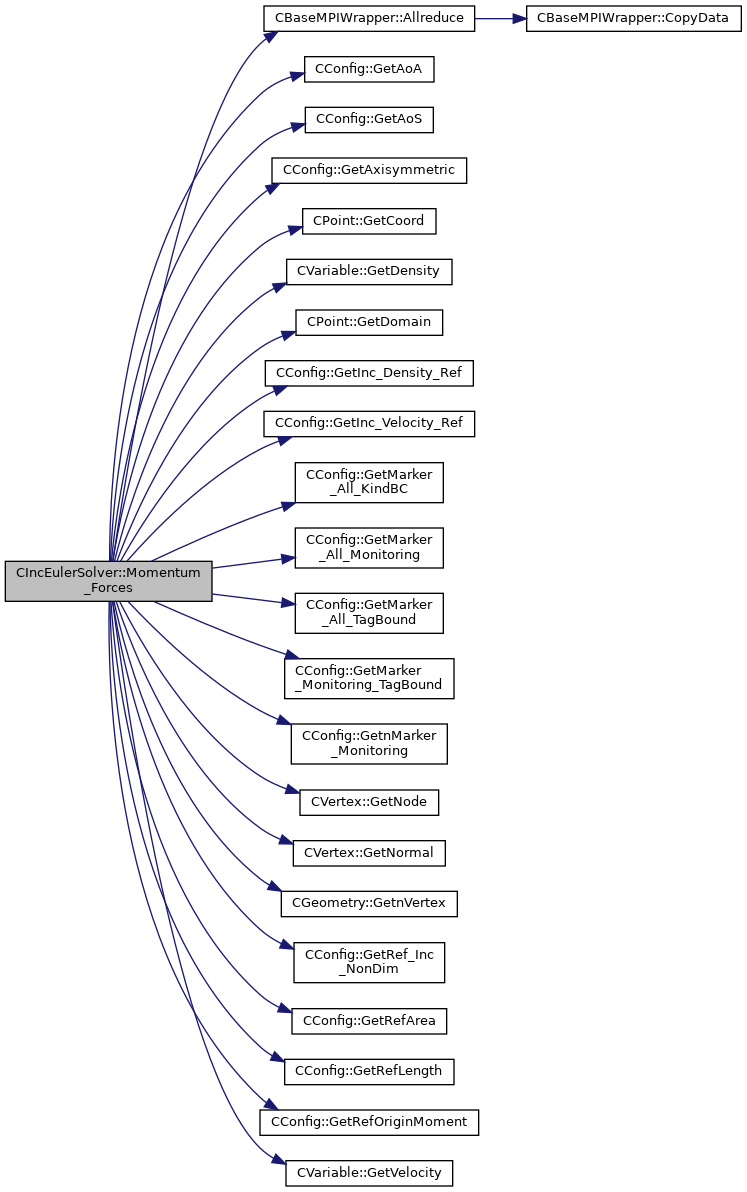 CBaseMPIWrapper::Allreduce
CBaseMPIWrapper::CopyData
CConfig::GetAoA
CConfig::GetAoS
CConfig::GetAxisymmetric
CPoint::GetCoord
CVariable::GetDensity
CPoint::GetDomain
CConfig::GetInc_Density_Ref
CConfig::GetInc_Velocity_Ref
CConfig::GetMarker
_All_KindBC
CConfig::GetMarker
_All_Monitoring
CIncEulerSolver::Momentum
_Forces
CConfig::GetMarker
_All_TagBound
CConfig::GetMarker
_Monitoring_TagBound
CConfig::GetnMarker
_Monitoring
CVertex::GetNode
CVertex::GetNormal
CGeometry::GetnVertex
CConfig::GetRef_Inc
_NonDim
CConfig::GetRefArea
CConfig::GetRefLength
CConfig::GetRefOriginMoment
CVariable::GetVelocity